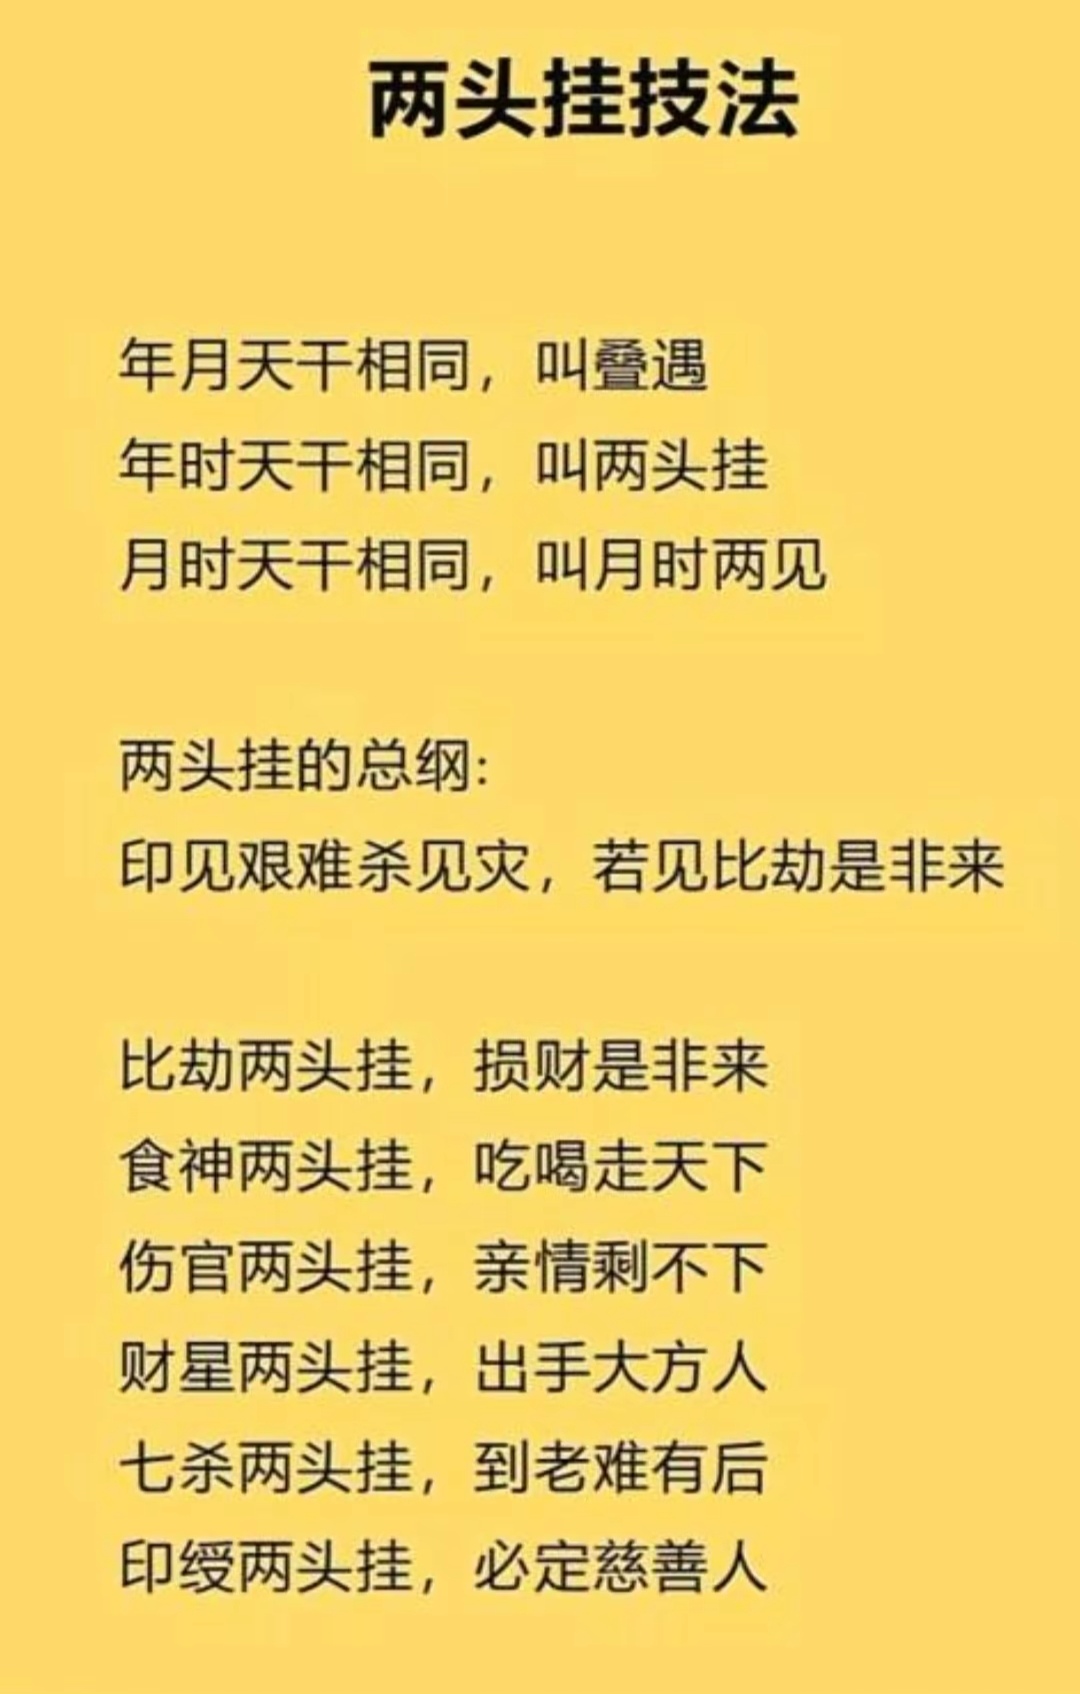 两头挂技法
年月天干相同，叫叠遇
年时天干相同，叫两头挂
月时天干相同，叫月时两见
两头挂的总纲:
印见艰难杀见灾，若见比劫是非来
比劫两头挂，损财是非来
食神两头挂，吃喝走天下
伤官两头挂，亲情剩不下
财星两头挂，出手大方人
七杀两头挂，到老难有后
印绶两头挂，必定慈善人